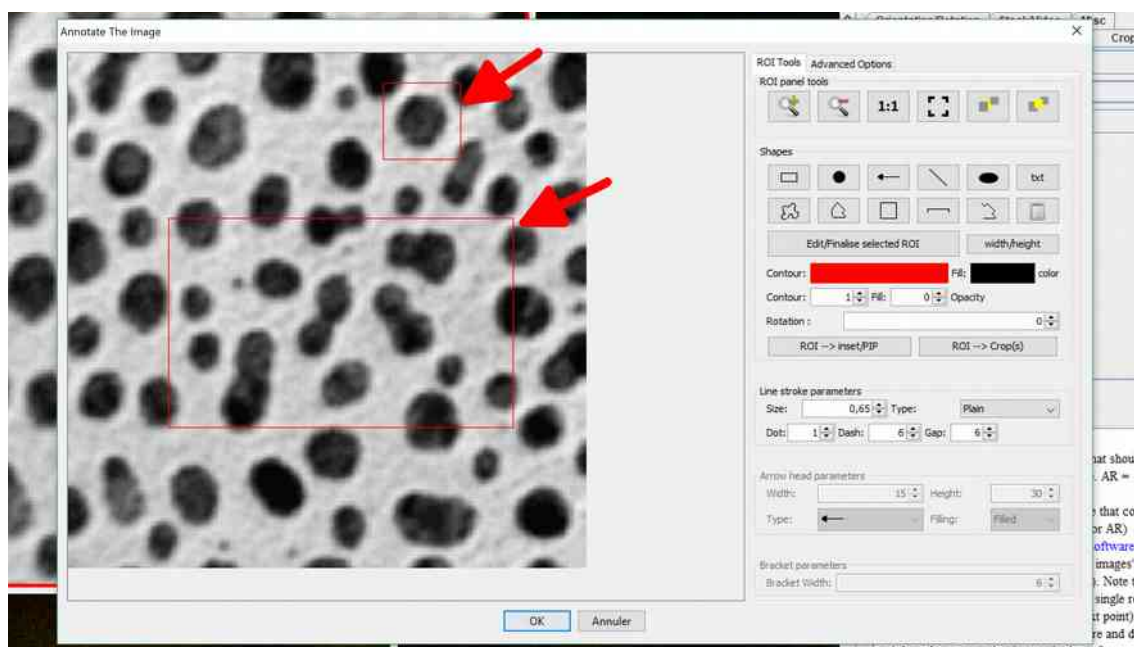 Orientation/Rotation Stack/Video Misc
Annotate The Image
Crop
ROI Tools Advanced Options
ROI panel tools
1:1
Shapes
txt
Edit/Finalise selected ROI width/height
Contour: Fill: color
Contour: 1 Fill: 0 Opacity
Rotation : 0
ROI --> inset/PIP ROI --> Crop(s)
Line stroke parameters
Size: 0,65 Type: Plain
Dot: 1 Dash: 6 Gap: 6
Arrow head parameters
Width: 15 Height: 30
Type: Filling: Filled
Bracket parameters
Bracket Width: 6
OK Annuler
hat shou
. AR =
that co
or AR)
oftware
images'
). Note t
single r
xt point)
re and d